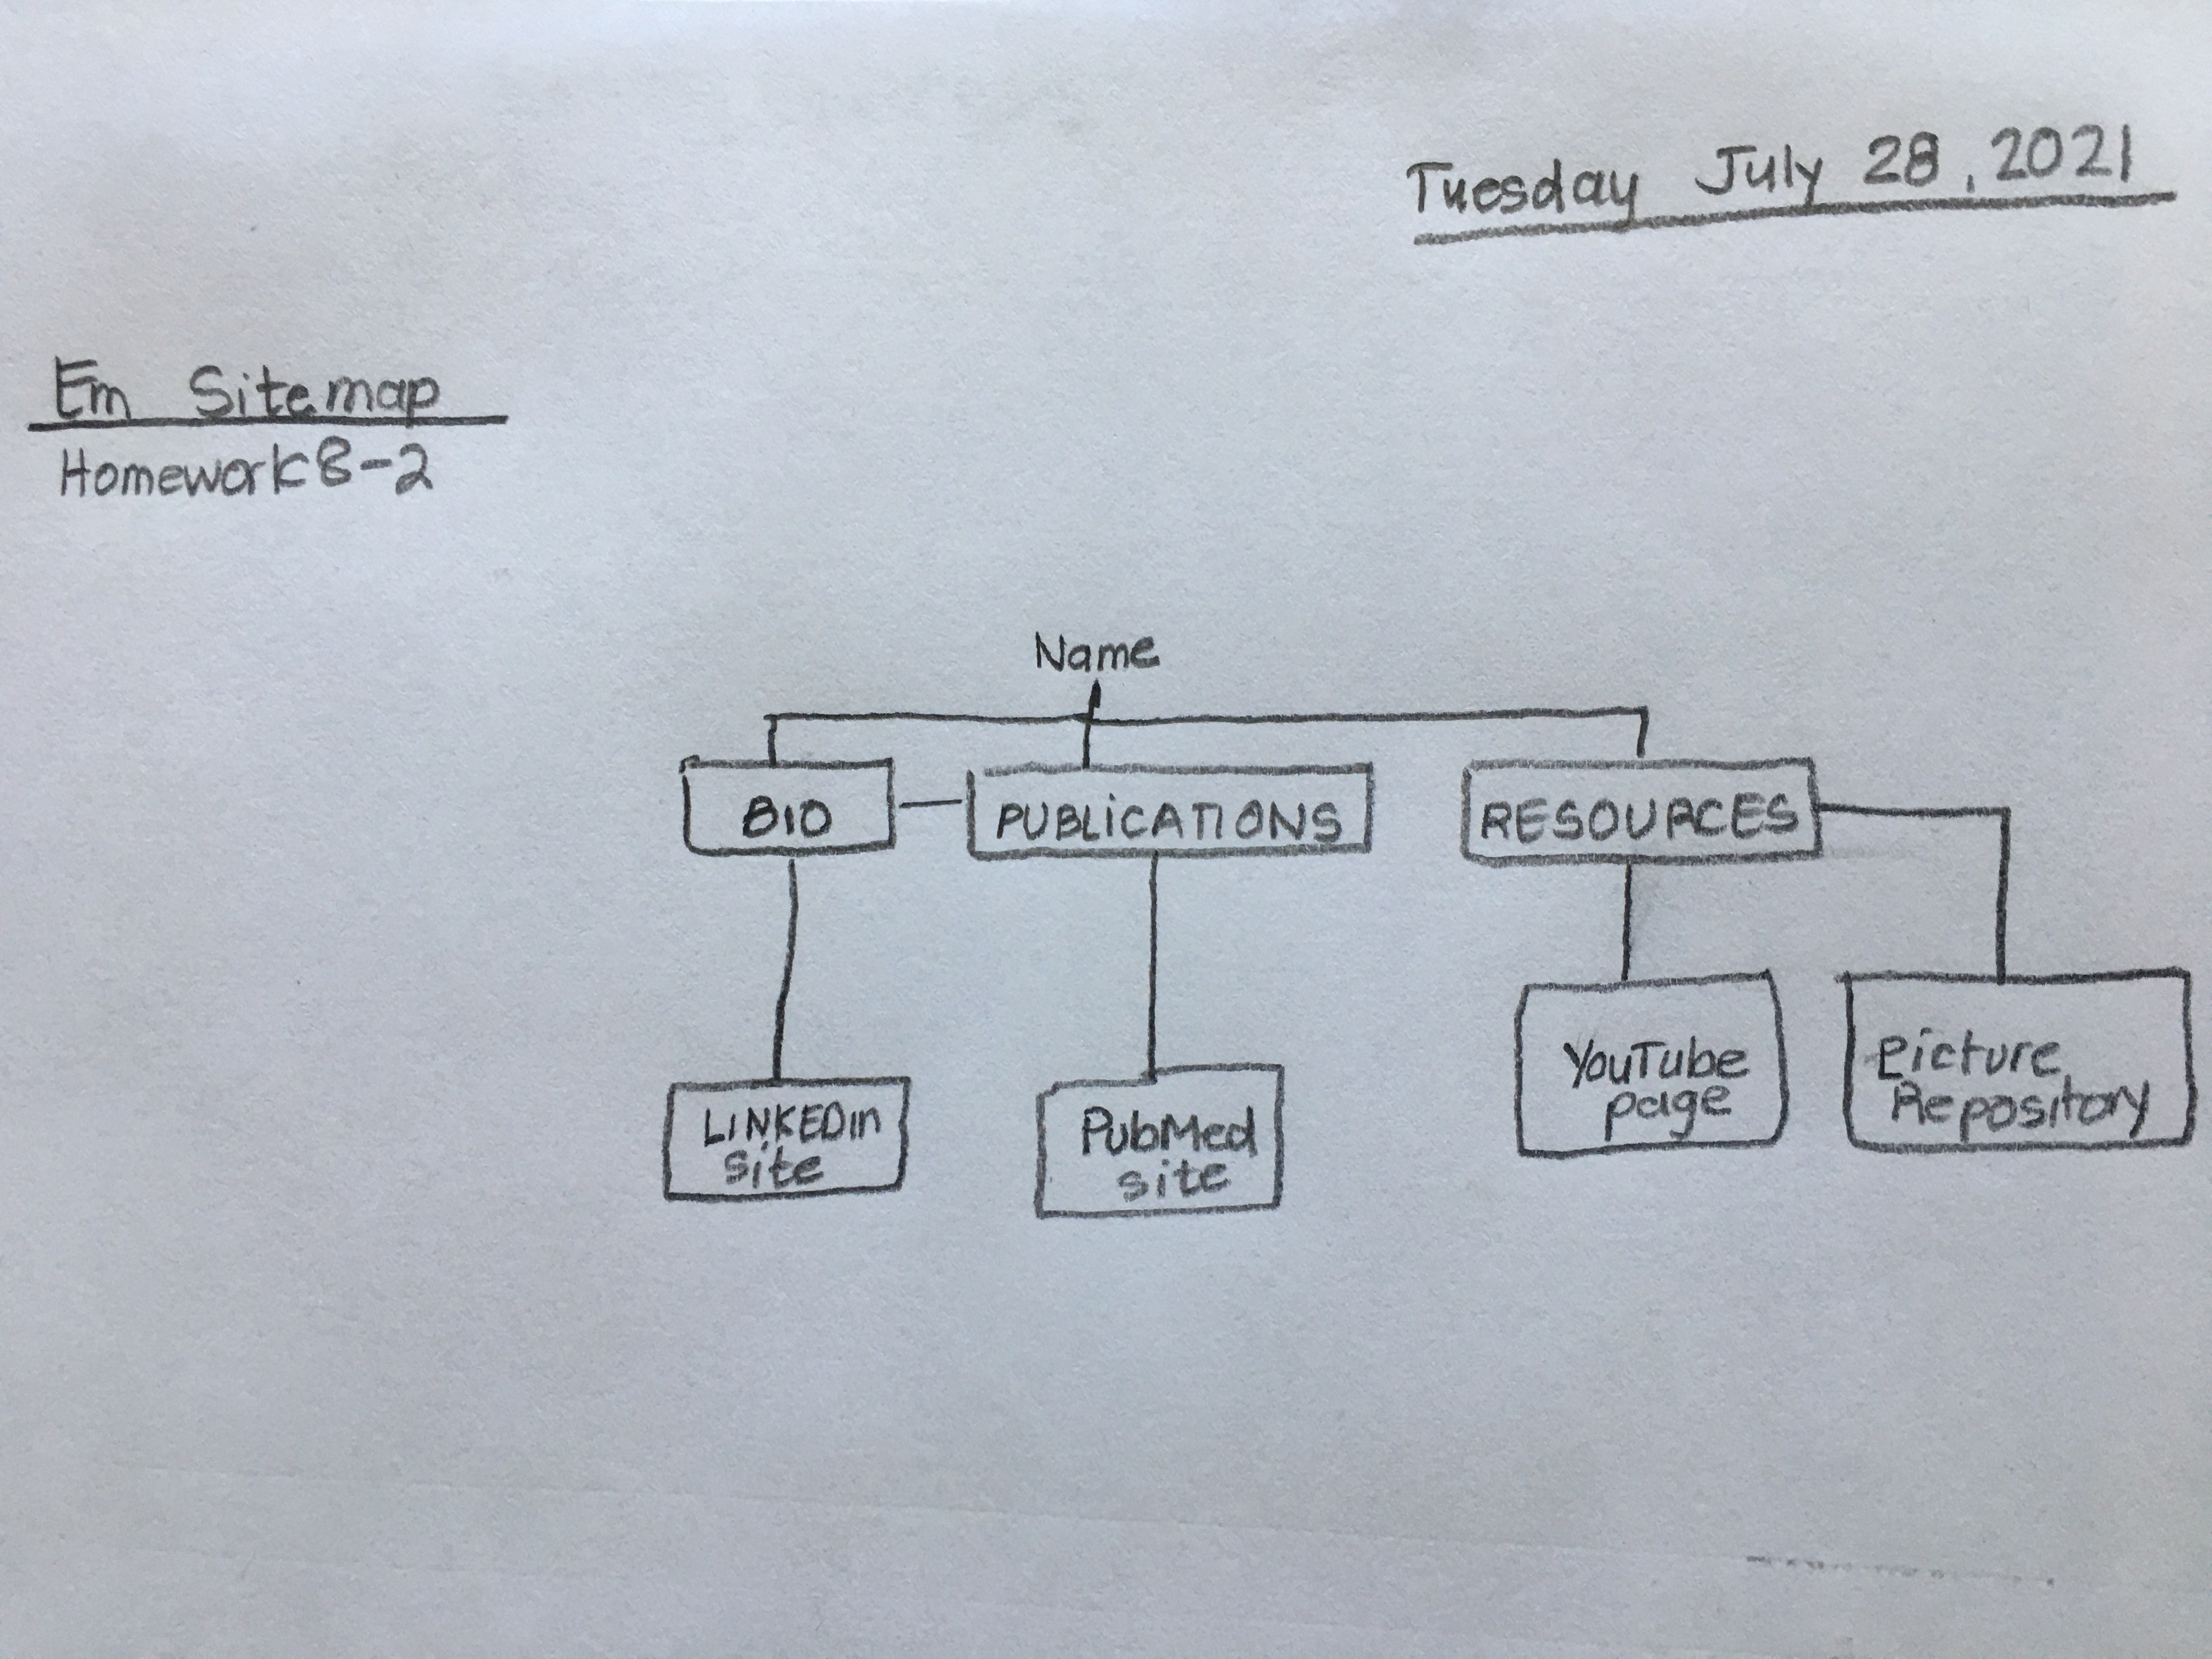 Tuesday July 28, 2021
Em Sitemap
Homework 8-2
Name
BIO
PUBLiCATIONS
RESOURCES
LiNKEDin
site
PubMed
site
YouTube
page
Picture
Repository